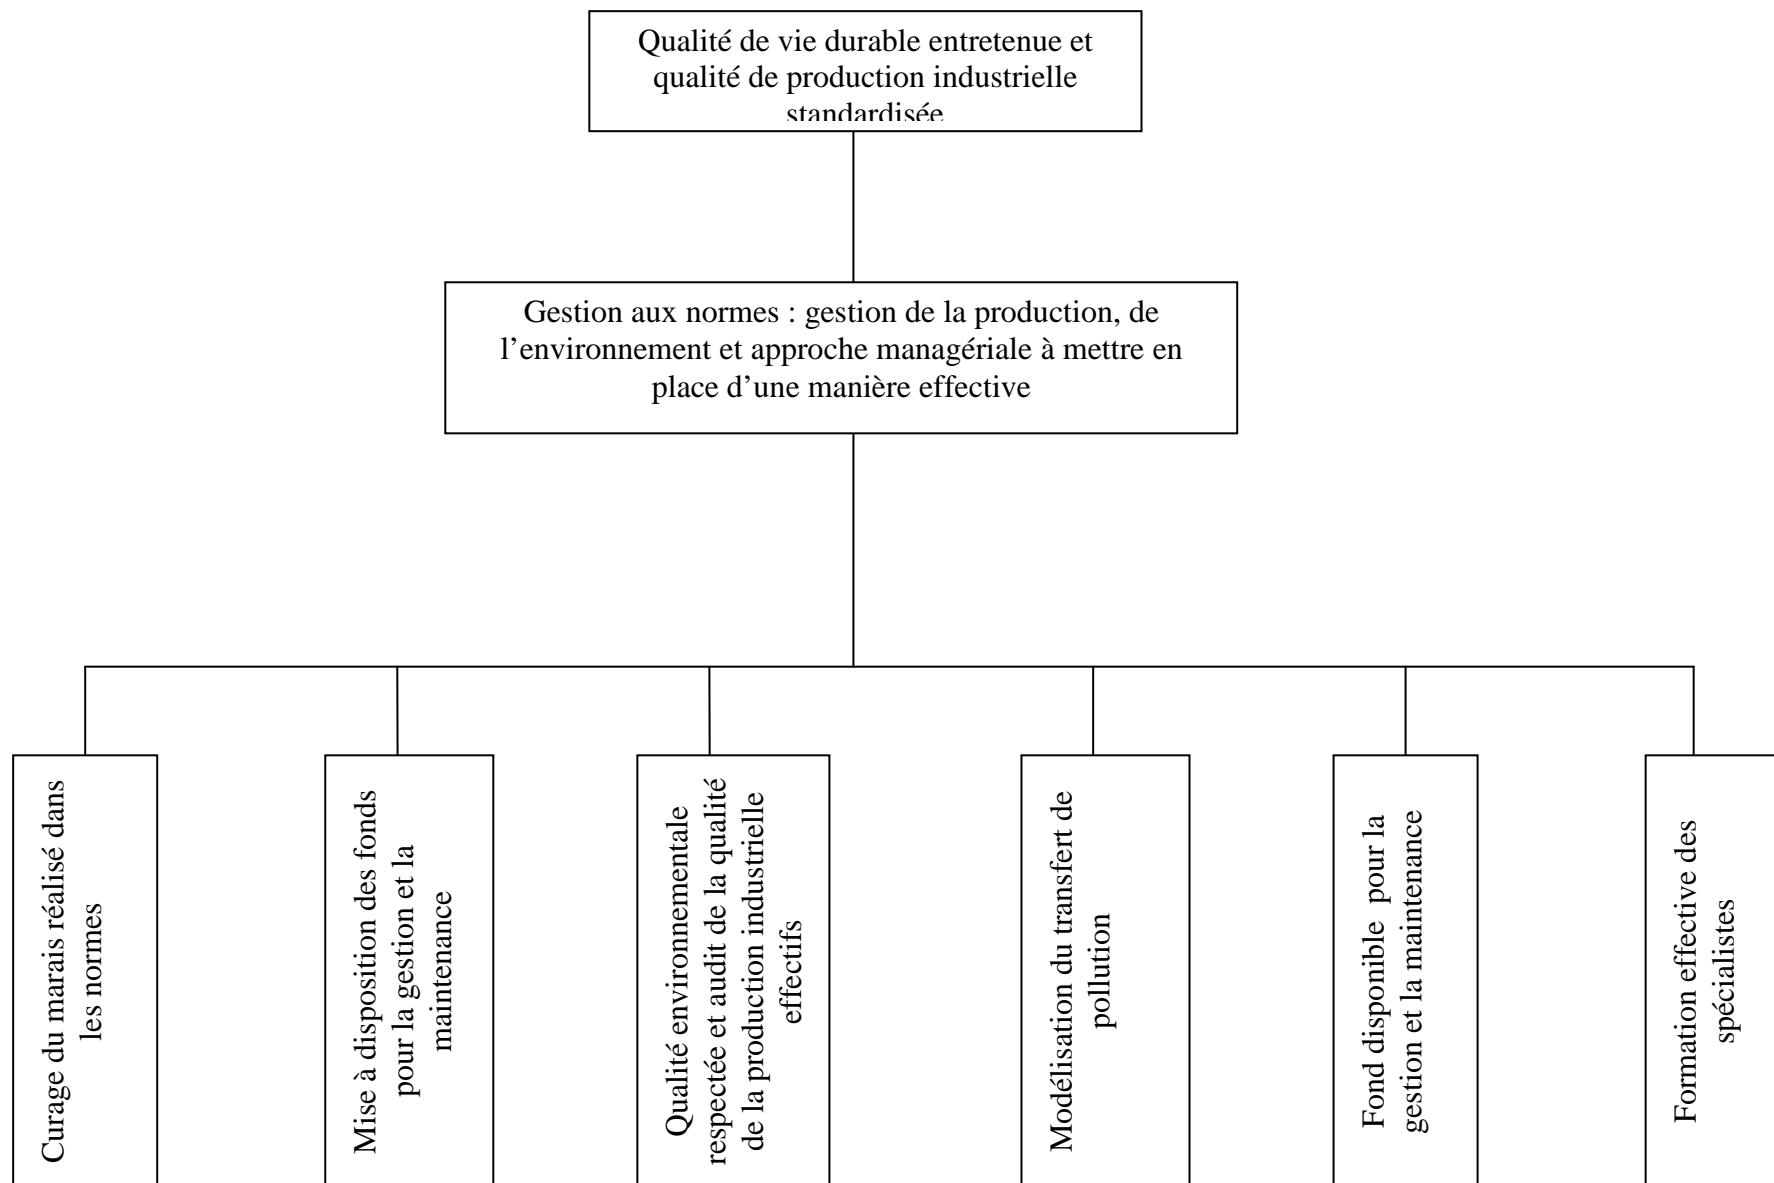 Qualité de vie durable entretenue et
qualité de production industrielle
standardisée
Gestion aux normes : gestion de la production, de
l’environnement et approche managériale à mettre en
place d’une manière effective
Curage du marais réalisé dans
les normes
Mise à disposition des fonds
pour la gestion et la
maintenance
Qualité environnementale
respectée et audit de la qualité
de la production industrielle
effectifs
Modélisation du transfert de
pollution
Fond disponible  pour la
gestion et la maintenance
Formation effective des
spécialistes